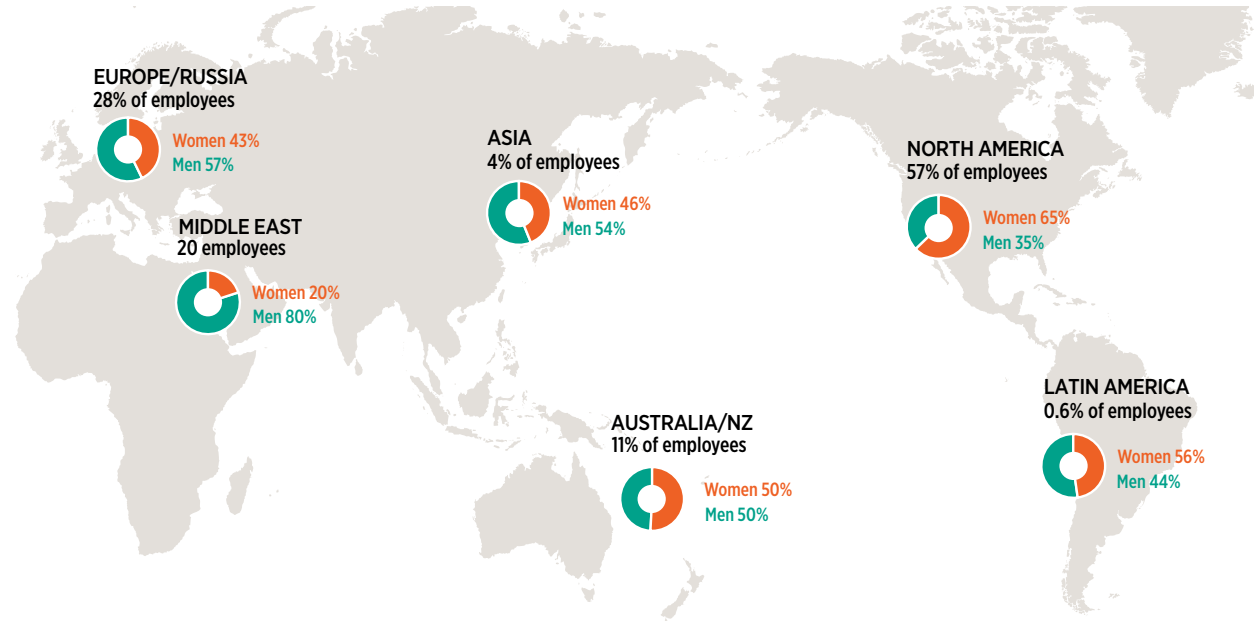 EUROPE/RUSSIA
28% of employees
Women 43%
Men 57%
MIDDLE EAST
20 employees
Women 20%
Men 80%
ASIA
4% of employees
Women 46%
Men 54%
AUSTRALIA/NZ
11% of employees
Women 50%
Men 50%
NORTH AMERICA
57% of employees
Women 65%
Men 35%
LATIN AMERICA
0.6% of employees
Women 56%
Men 44%